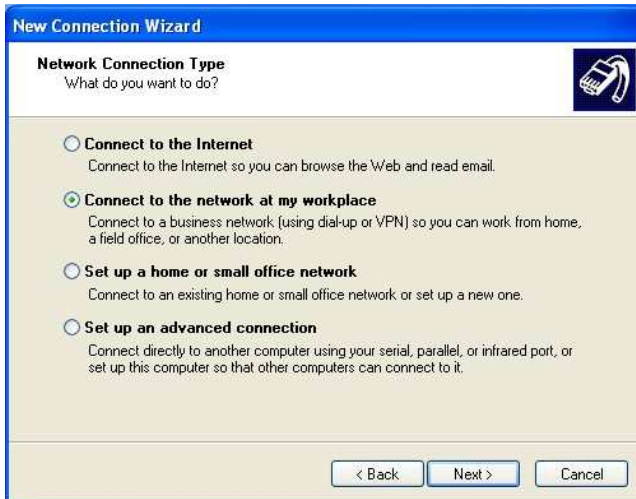 New Connection Wizard
Network Connection Type
What do you want to do?
Connect to the Internet
Connect to the Internet so you can browse the Web and read email.
Connect to the network at my workplace
Connect to a business network (using dial-up or VPN) so you can work from home,
a field office, or another location.
Set up a home or small office network
Connect to an existing home or small office network or set up a new one.
Set up an advanced connection
Connect directly to another computer using your serial, parallel, or infrared port, or
set up this computer so that other computers can connect to it.
< Back Next > Cancel